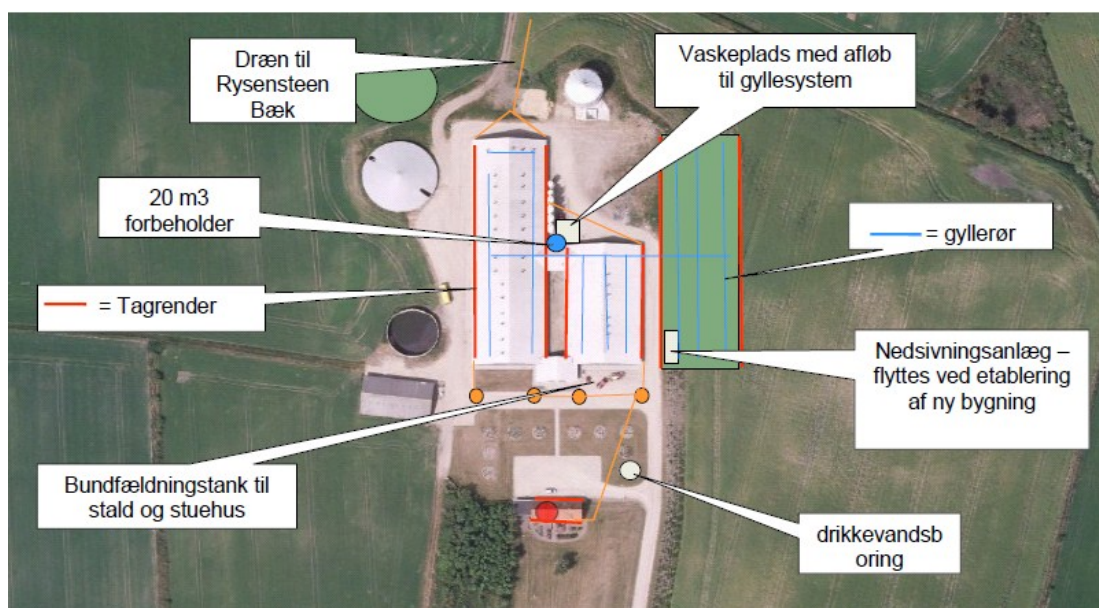 Dræn til
Rysensteen
Bæk
Vaskeplads med afløb
til gyllesystem
20 m3
forbeholder
= gyllerør
= Tagrender
Nedsivningsanlæg –
flyttes ved etablering
af ny bygning
Bundfældningstank til
stald og stuehus
drikkevandsb
oring